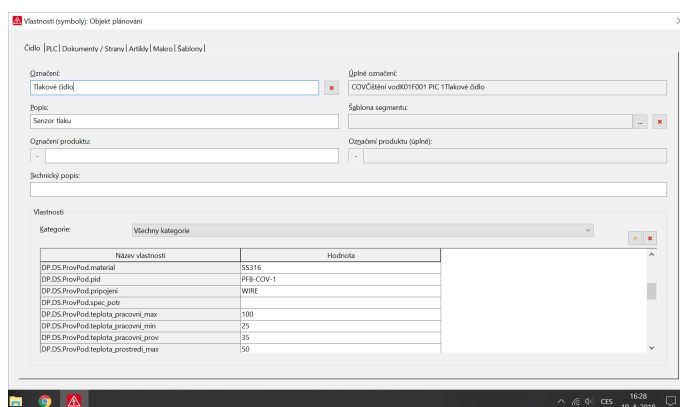 Vlastnosti (symboly): Objekt plánování
Čidlo PLC Dokumenty / Strany Artikly Makro Šablony
Označení: Úplné označení:
Tlakové čidlo COVČištění vodK01F001 PIC 1Tlakové čidlo
Popis: Šablona segmentu:
Senzor tlaku ...
Označení produktu: Označení produktu (úplné):
- -
Technický popis:
Vlastnosti
Kategorie: Všechny kategorie
Název vlastnosti Hodnota
DP.DS.ProvPod.material SS316
DP.DS.ProvPod.pid PFB-COV-1
DP.DS.ProvPod.pripojeni WIRE
DP.DS.ProvPod.spec_potr
DP.DS.ProvPod.teplota_pracovni_max 100
DP.DS.ProvPod.teplota_pracovni_min 25
DP.DS.ProvPod.teplota_pracovni_prov 35
DP.DS.ProvPod.teplota_prostredi_max 50
CES 16:28
10. 4. 2019